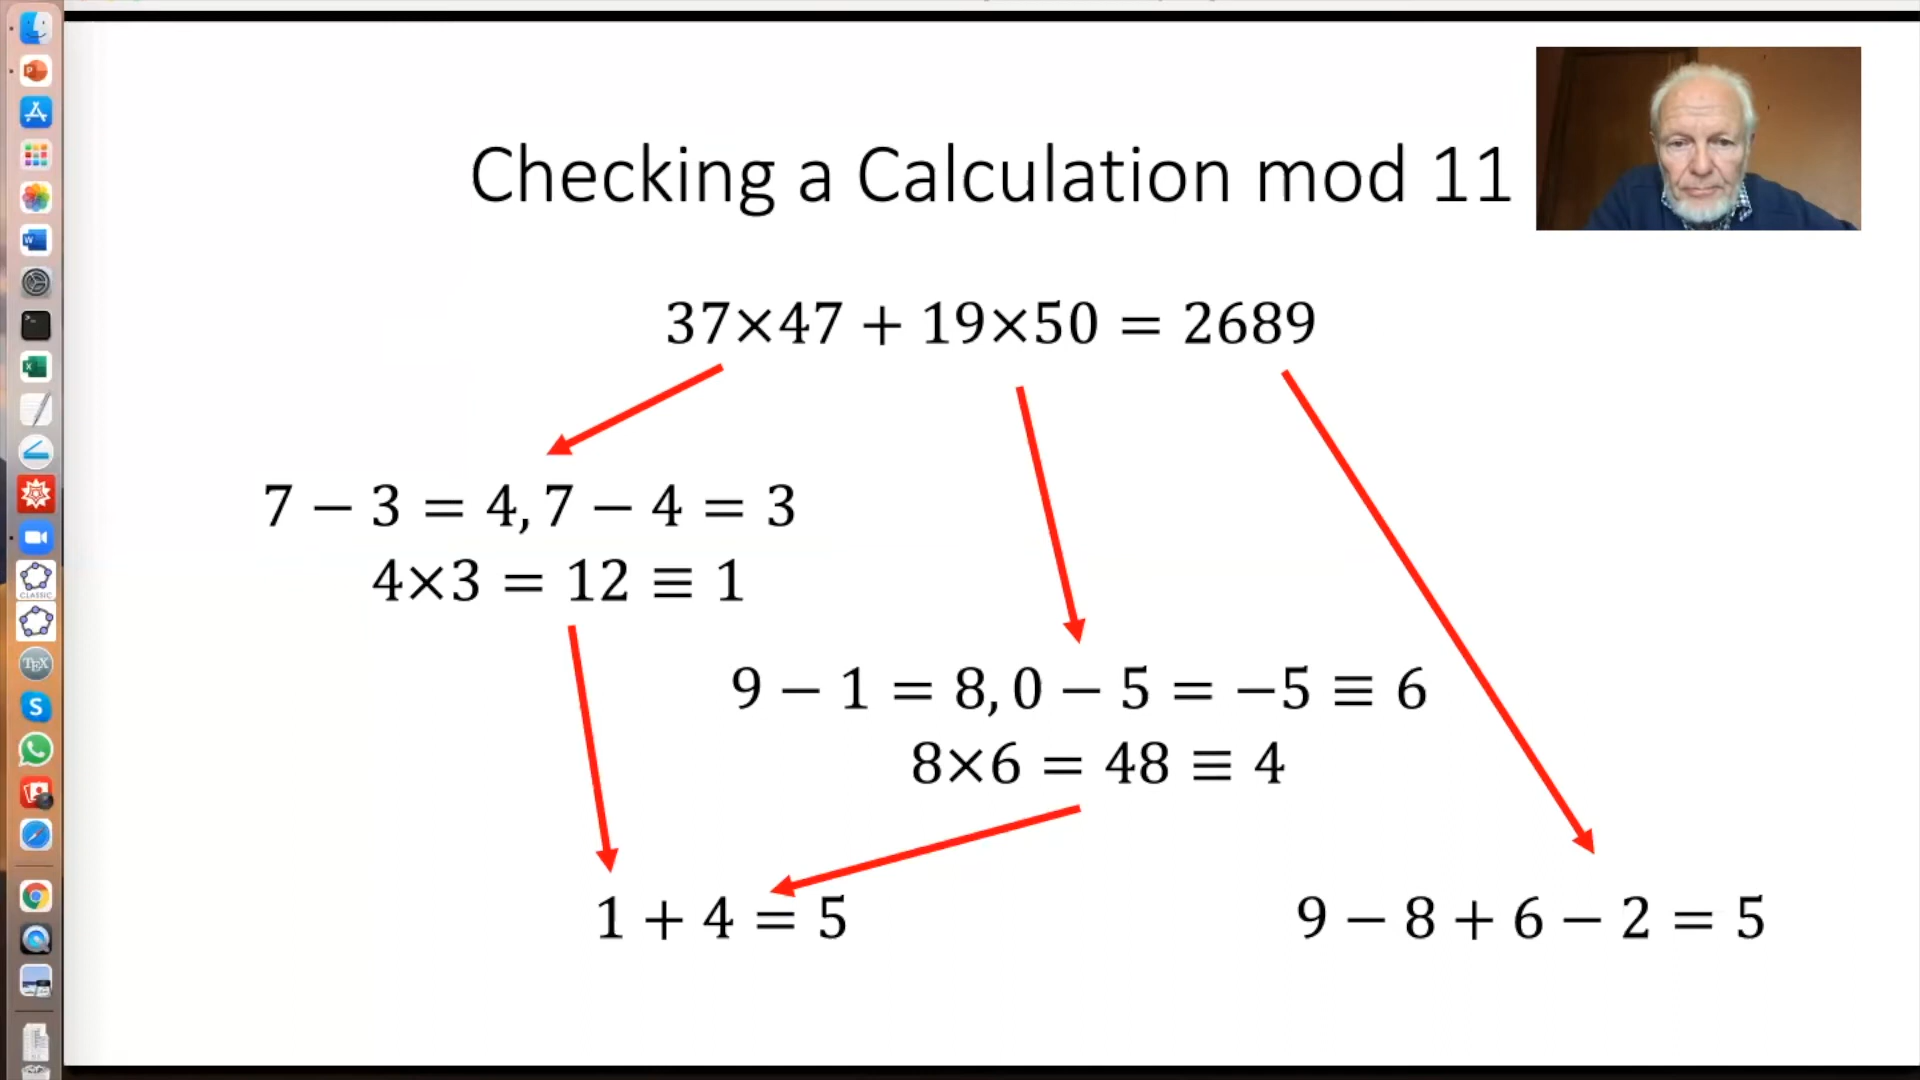 Checking a Calculation mod 11
37×47 + 19×50 = 2689
7 − 3 = 4, 7 − 4 = 3
4×3 = 12 ≡ 1
9 − 1 = 8, 0 − 5 = −5 ≡ 6
8×6 = 48 ≡ 4
1 + 4 = 5
9 − 8 + 6 − 2 = 5
P
W
X
CLASSIC
TEX
S